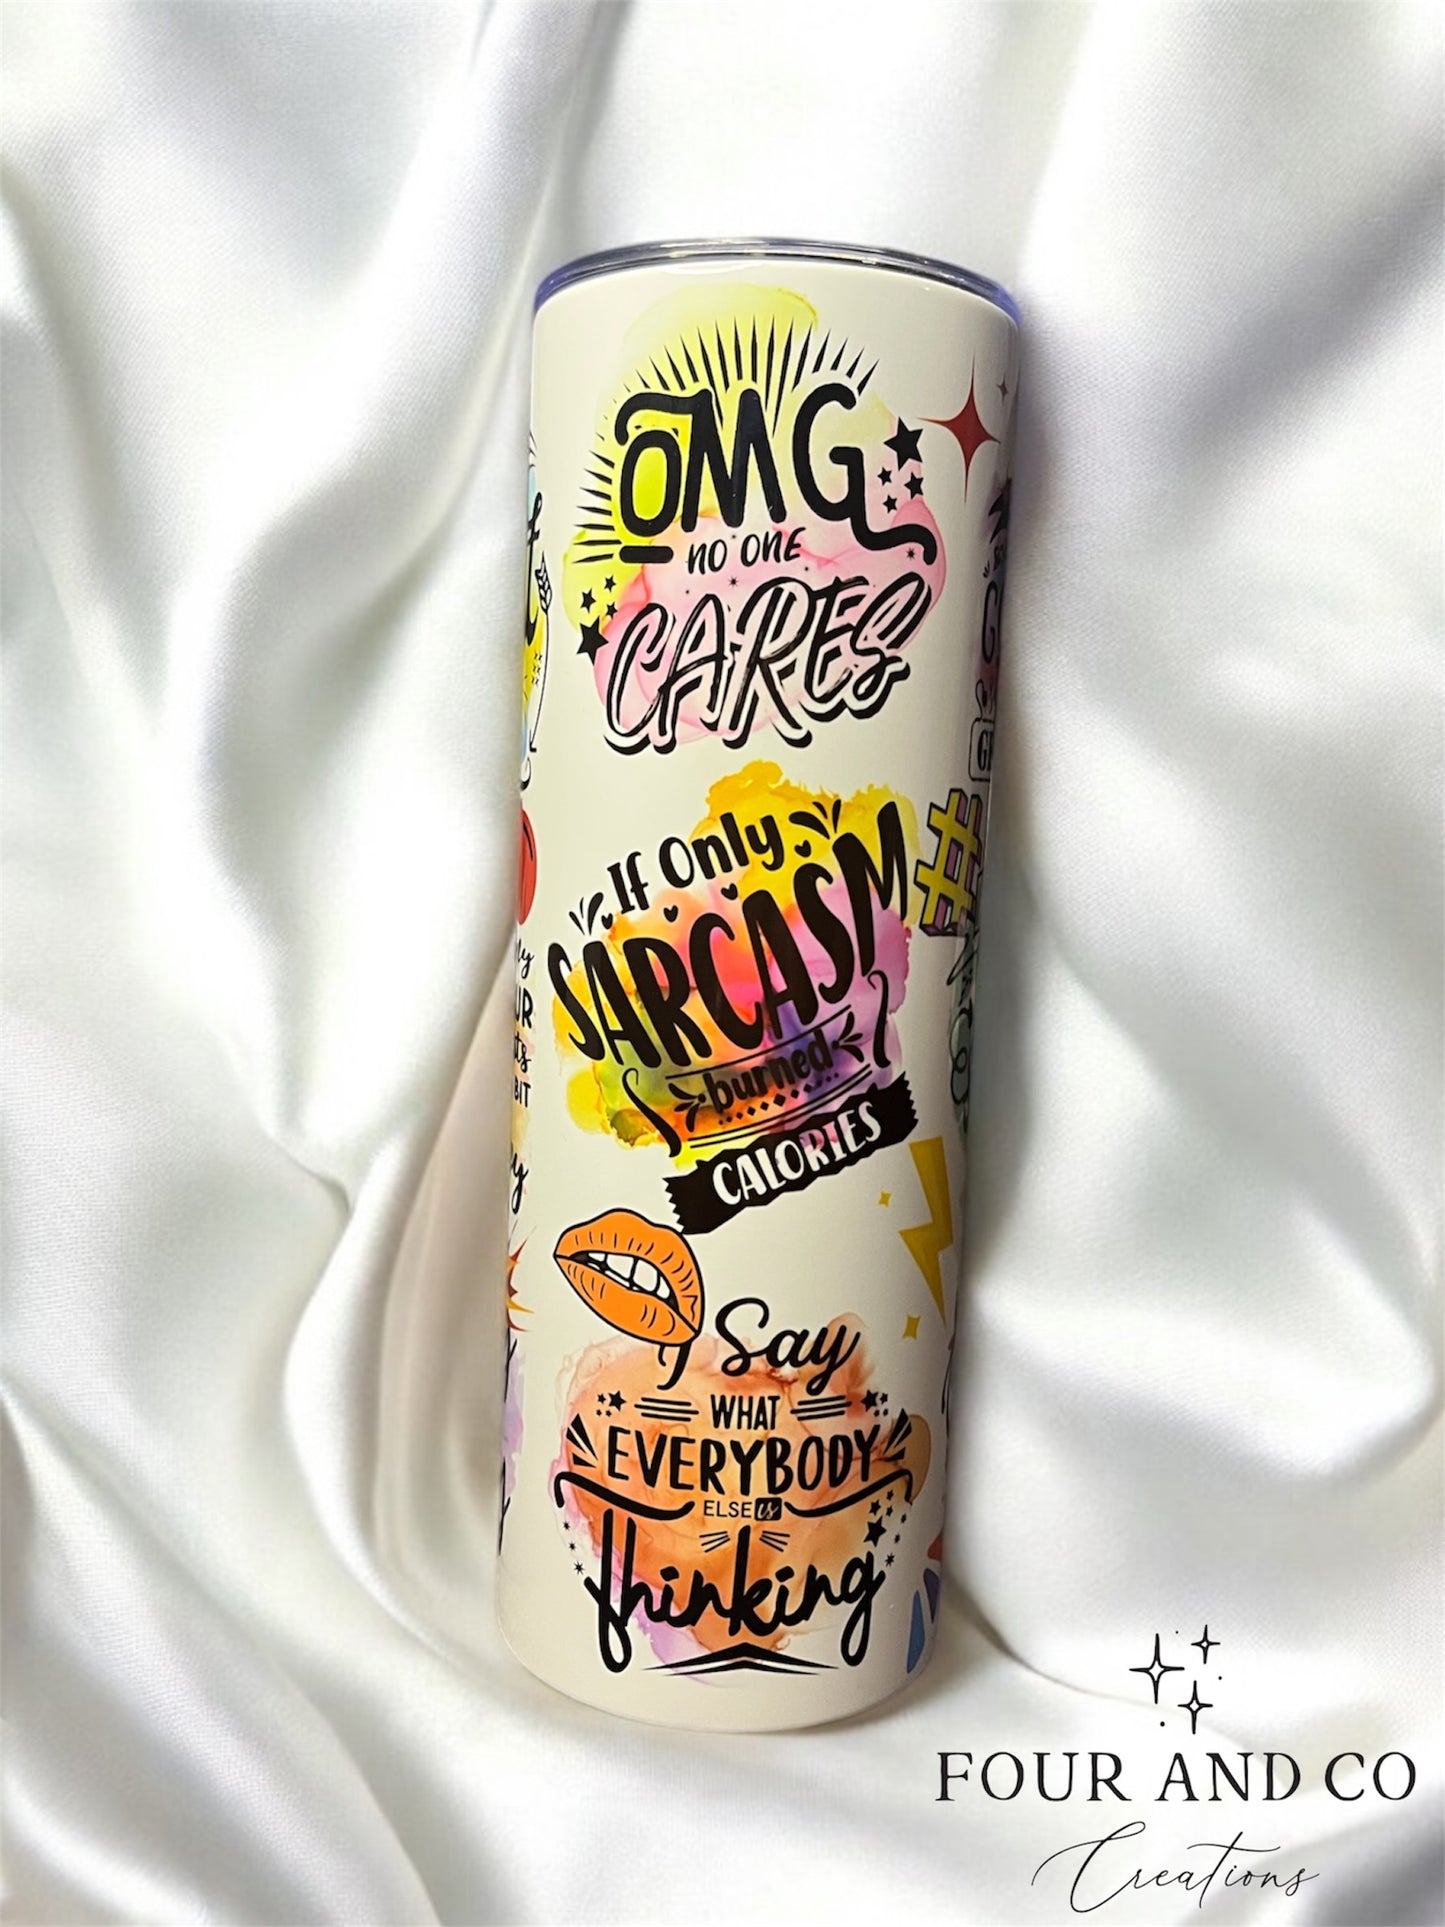 OMG
NO ONE
CARES
If Only
SARCASM
burned
CALORIES
I Say
WHAT
EVERYBODY
ELSE is
thinking
#
FOUR AND CO
Creations